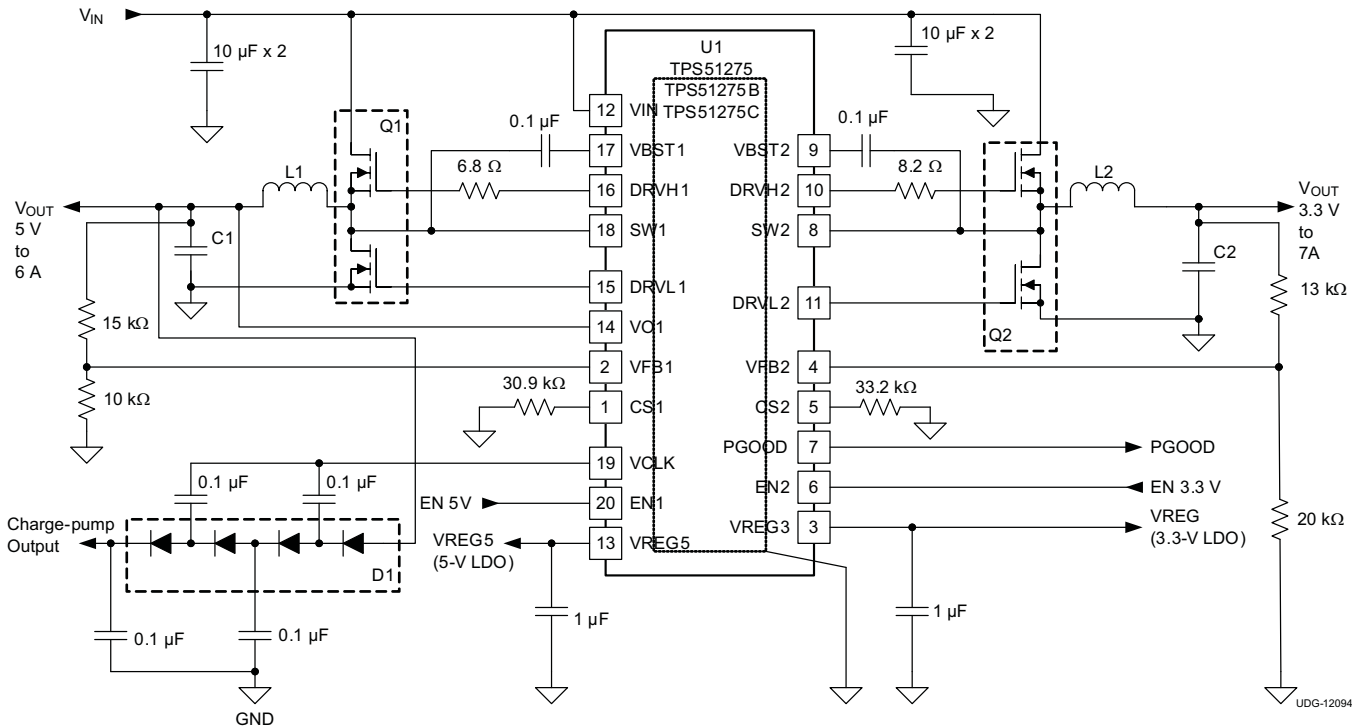 VIN
10 µF x 2
U1
TPS51275
TPS51275B
TPS51275C
10 µF x 2
Q1
12
VIN
0.1 µF
17
VBST1
VBST2
9
0.1 µF
L1
6.8 Ω
16
DRVH1
DRVH2
10
8.2 Ω
L2
VOUT
5 V
to
6 A
C1
18
SW1
SW2
8
VOUT
3.3 V
to
7A
C2
15
DRVL1
DRVL2
11
13 kΩ
15 kΩ
14
VO1
Q2
2
VFB1
VFB2
4
10 kΩ
30.9 kΩ
1
CS1
CS2
5
33.2 kΩ
PGOOD
7
PGOOD
19
VCLK
0.1 µF
0.1 µF
EN2
6
EN 3.3 V
EN 5V
20
EN1
Charge-pump
Output
VREG5
(5-V LDO)
13
VREG5
VREG3
3
VREG
(3.3-V LDO)
20 kΩ
D1
0.1 µF
0.1 µF
1 µF
1 µF
GND
UDG-12094